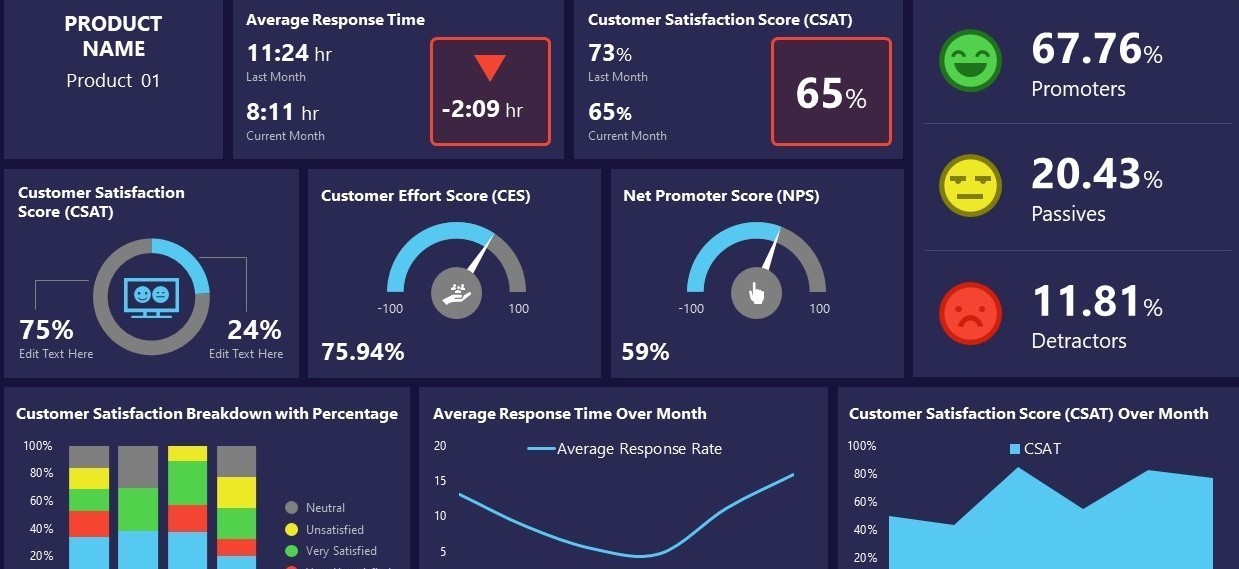 PRODUCT
NAME
Product 01
Average Response Time
11:24 hr
Last Month
8:11 hr
Current Month
-2:09 hr
Customer Satisfaction Score (CSAT)
73%
Last Month
65%
Current Month
65%
67.76%
Promoters
20.43%
Passives
11.81%
Detractors
Customer Satisfaction
Score (CSAT)
75%
Edit Text Here
24%
Edit Text Here
Customer Effort Score (CES)
-100
100
75.94%
Net Promoter Score (NPS)
-100
100
59%
Customer Satisfaction Breakdown with Percentage
100%
80%
60%
40%
20%
Neutral
Unsatisfied
Very Satisfied
Average Response Time Over Month
20
15
10
5
Average Response Rate
Customer Satisfaction Score (CSAT) Over Month
100%
80%
60%
40%
20%
CSAT